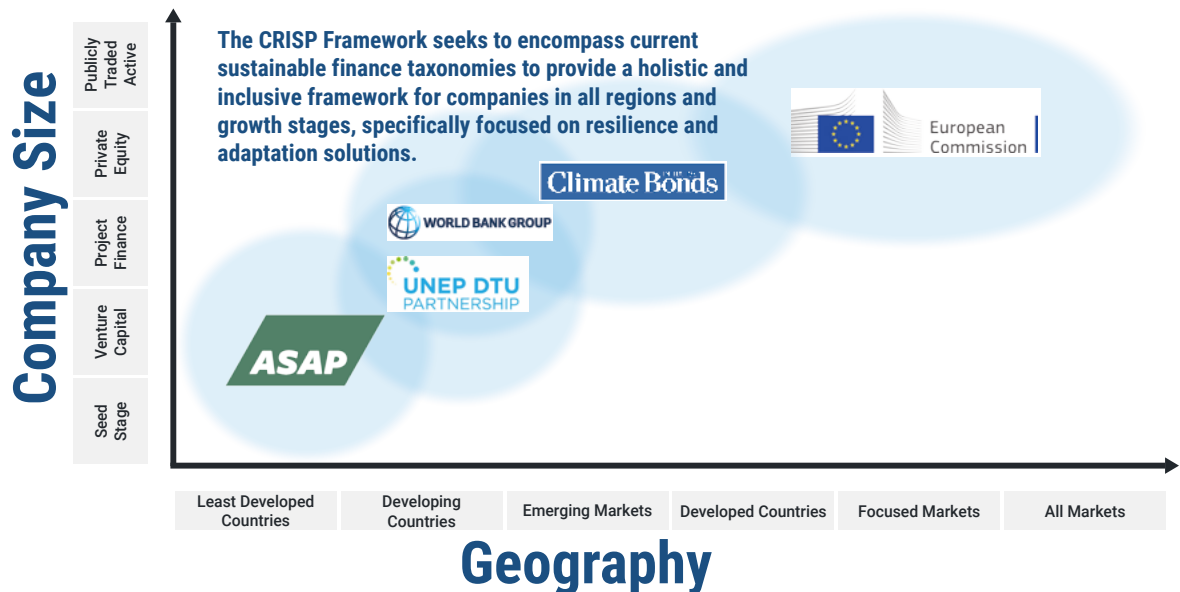 The CRISP Framework seeks to encompass current
sustainable finance taxonomies to provide a holistic and
inclusive framework for companies in all regions and
growth stages, specifically focused on resilience and
adaptation solutions.
Company Size
Publicly
Traded
Active
Private
Equity
Project
Finance
Venture
Capital
Seed
Stage
European
Commission
Climate Bonds
WORLD BANK GROUP
UNEP DTU
PARTNERSHIP
ASAP
Least Developed
Countries
Developing
Countries
Emerging Markets
Developed Countries
Focused Markets
All Markets
Geography